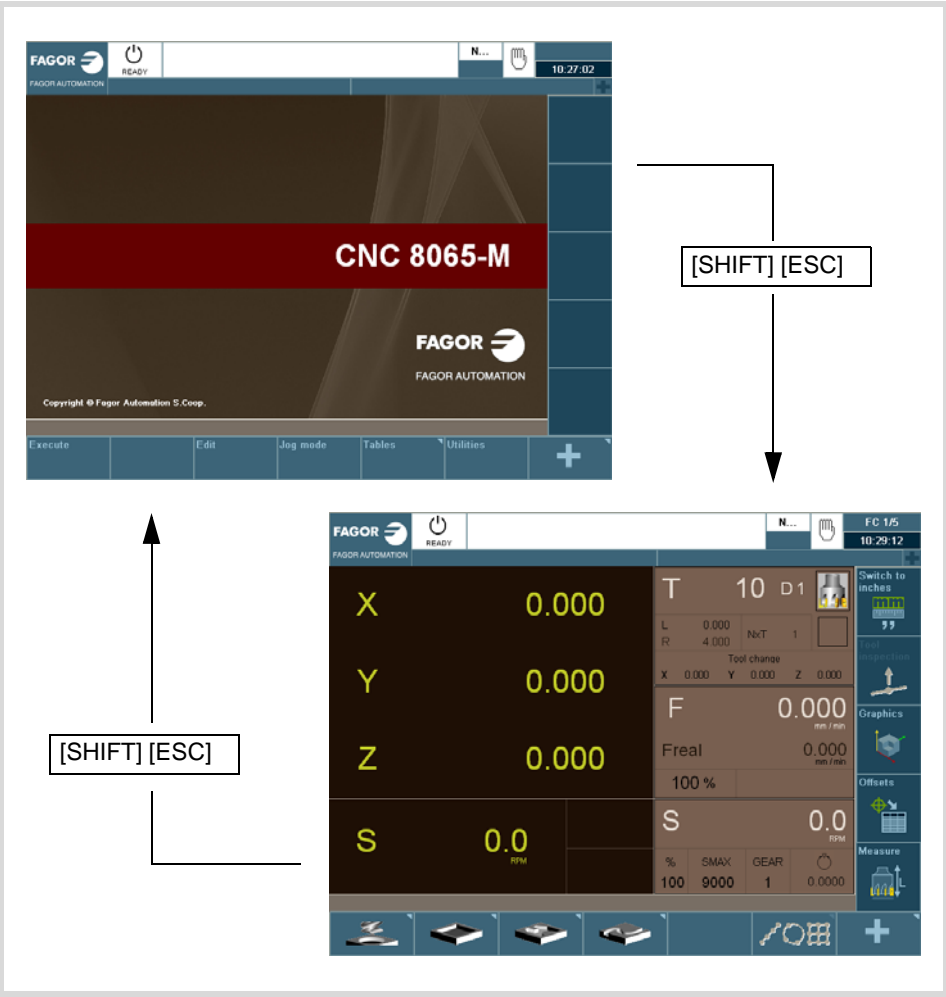 FAGOR
FAGOR AUTOMATION
READY
N...
10:27:02
CNC 8065-M
FAGOR
FAGOR AUTOMATION
Copyright © Fagor Automation S.Coop.
Execute Edit Jog mode Tables Utilities
[SHIFT] [ESC]
FAGOR
FAGOR AUTOMATION
READY
N...
FC 1/5
10:29:12
X 0.000
Y 0.000
Z 0.000
S 0.0
RPM
T 10 D 1
L 0.000
R 4.000
NxT 1
Tool change
X 0.000 Y 0.000 Z 0.000
F 0.000
mm / min
Freal 0.000
mm / min
100 %
S 0.0
RPM
% SMAX GEAR
100 9000 1 0.0000
Switch to
inches
mm
"
Tool
inspection
Graphics
Offsets
Measure
L
[SHIFT] [ESC]